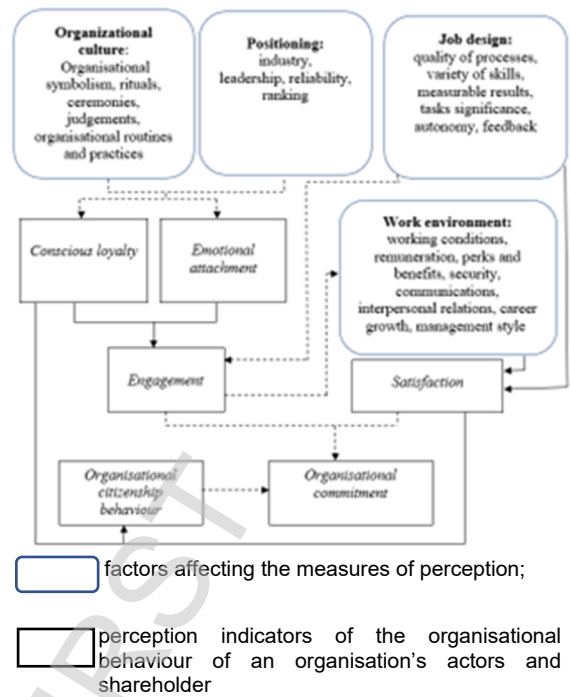 Organizational
culture:
Organisational
symbolism, rituals,
ceremonies,
judgements,
organisational routines
and practices
Positioning:
industry,
leadership, reliability,
ranking
Job design:
quality of processes,
variety of skills,
measurable results,
tasks significance,
autonomy, feedback
Conscious loyalty
Emotional
attachment
Work environment:
working conditions,
remuneration, perks and
benefits, security,
communications,
interpersonal relations, career
growth, management style
Engagement
Satisfaction
Organisational
citizenship
behaviour
Organisational
commitment
factors affecting the measures of perception;
perception indicators of the organisational
behaviour of an organisation's actors and
shareholder
RST